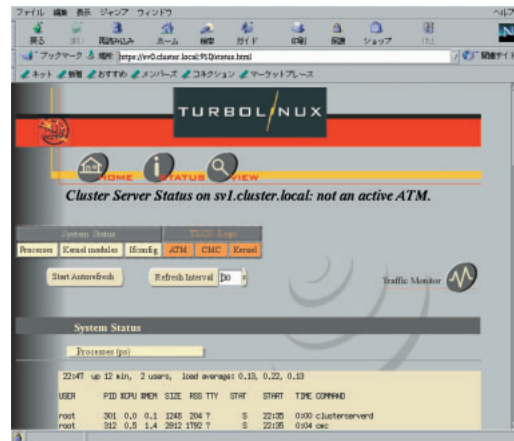 ファイル 編集 表示 ジャンプ ウィンドウ ヘルプ
戻る 再読み込み ホーム 検索 ガイド 印刷 保護 ショップ
ブックマーク 場所: https://sv0.cluster.local:910/status.html 関連サイト
ネット 新着 おすすめ メンバーズ コネクション マーケットプレース
TURBOLINUX
HOME STATUS VIEW
Cluster Server Status on sv1.cluster.local: not an active ATM.
System Status TLCS Logs
Processes Kernel modules Ifconfig ATM CMC Kernel
Start Autorefresh Refresh Interval 30
Traffic Monitor
System Status
Processes (ps)
22:47 up 12 min, 2 users, load average: 0.13, 0.22, 0.13
USER PID %CPU %MEM SIZE RSS TTY STAT START TIME COMMAND
root 301 0.0 0.1 1248 204 ? S 22:35 0:00 clusterserverd
root 312 0.5 1.4 2912 1792 ? S 22:35 0:04 cmc